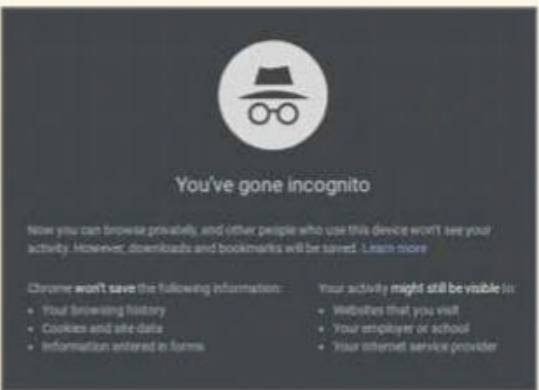 You've gone incognito
Now you can browse privately, and other people who use this device won't see your
activity. However, downloads and bookmarks will be saved. Learn more
Chrome won't save the following information:
• Your browsing history
• Cookies and site data
• Information entered in forms
Your activity might still be visible to:
• Websites that you visit
• Your employer or school
• Your internet service provider